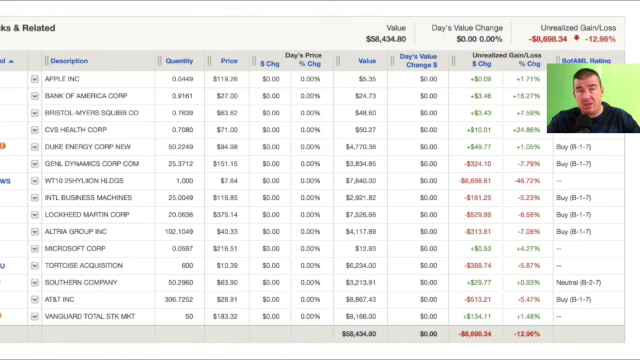 cks & Related
Value Day's Value Change Unrealized Gain/Loss
$58,434.80 $0.00 0.00% -$8,698.34 -12.96%
Day's Price Unrealized Gain/Loss
ol Description Quantity Price $ Chg % Chg Value Day's Value Change $ $ Chg % Chg BofAML Rating
APPLE INC 0.0449 $119.26 $0.00 0.00% $5.35 $0.00 +$0.09 +1.71%
BANK OF AMERICA CORP 0.9161 $27.00 $0.00 0.00% $24.73 $0.00 +$3.46 +16.27%
BRISTOL-MYERS SQUIBB CO $63.62 $0.00 0.00% $48.60 $0.00 +$3.43 +7.59%
CVS HEALTH CORP 0.7080 $71.00 $0.00 0.00% $50.27 $0.00 +$10.01 +24.86%
DUKE ENERGY CORP NEW 50.2249 $94.98 $0.00 0.00% $4,770.36 $0.00 +$49.77 +1.05% Buy (B-1-7)
GENL DYNAMICS CORP COM 25.3712 $151.15 $0.00 0.00% $3,834.85 $0.00 -$324.10 -7.79% Buy (B-1-7)
WS WT10 25HYLIION HLDGS 1,000 $7.64 $0.00 0.00% $7,640.00 $0.00 -$6,698.61 -46.72% --
INTL BUSINESS MACHINES 25.0049 $0.00 0.00% $2,921.82 $0.00 -$161.25 -5.23% Buy (B-1-7)
LOCKHEED MARTIN CORP 20.0636 $375.14 $0.00 0.00% $7,526.66 $0.00 -$529.99 -6.58% Buy (B-1-7)
ALTRIA GROUP INC 102.1049 $40.33 $0.00 0.00% $4,117.89 $0.00 -$313.61 -7.08% Buy (B-1-7)
MICROSOFT CORP 0.0597 $216.51 $0.00 0.00% $12.93 $0.00 +$0.53 +4.27% --
U TORTOISE ACQUISITION 600 $10.39 $0.00 0.00% $6,234.00 $0.00 -$388.74 -5.87% --
SOUTHERN COMPANY 50.2960 $63.90 $0.00 0.00% $3,213.91 $0.00 +$29.77 +0.93% Neutral (B-2-7)
AT&T INC 306.7252 $28.91 $0.00 0.00% $8,867.43 $0.00 -$513.21 -5.47% Buy (B-1-7)
VANGUARD TOTAL STK MKT 50 $183.32 $0.00 0.00% $9,166.00 $0.00 +$134.11 +1.48% --
$58,434.80 $0.00 -$8,698.34 -12.96%